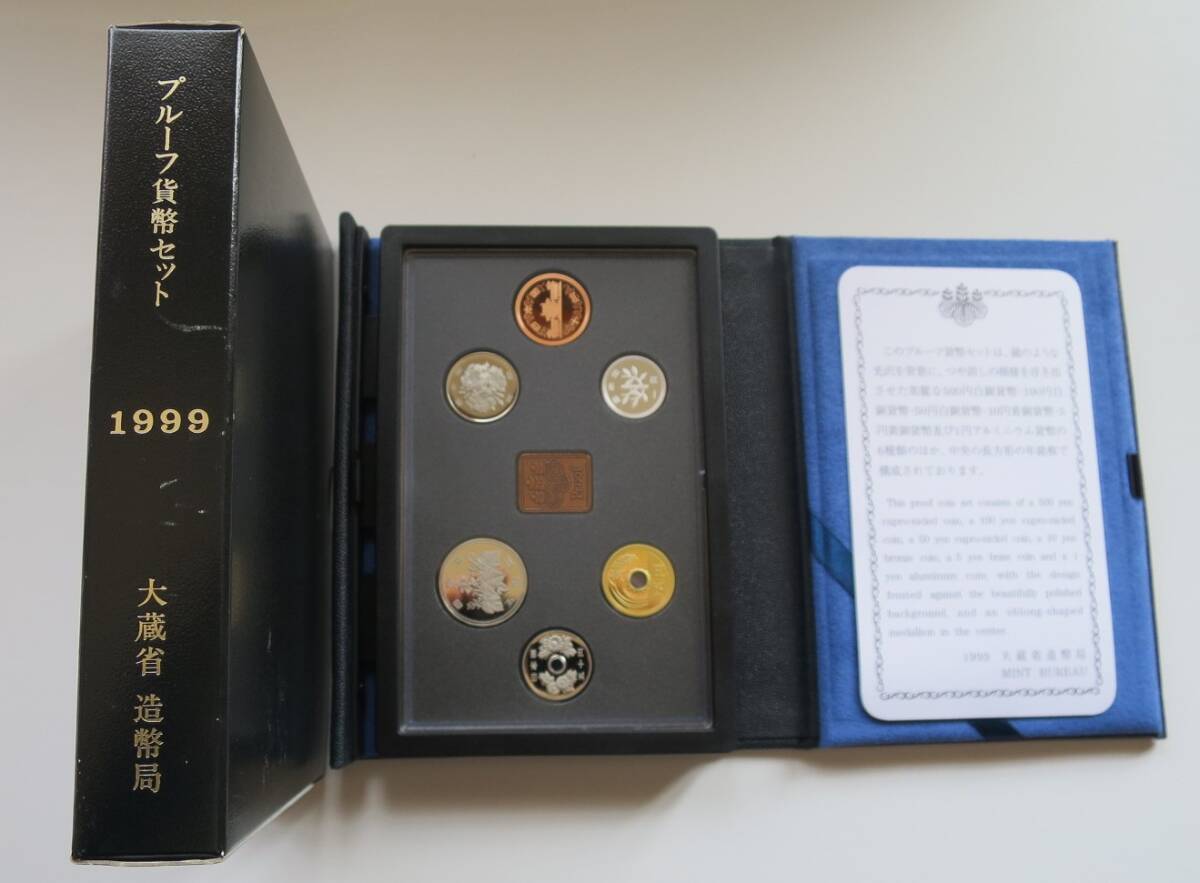 プルーフ貨幣セット
1999
大蔵省 造幣局
このプルーフ貨幣セットは、鏡のような
光沢を背景に、つや消しの模様を浮き出
させた美麗な500円白銅貨幣・100円白
銅貨幣・50円白銅貨幣・10円青銅貨幣・5
円黄銅貨幣及び1円アルミニウム貨幣の
6種類のほか、中央の長方形の年銘板で
構成されております。
This proof coin set consists of a 500 yen
cupro-nickel coin, a 100 yen cupro-nickel
coin, a 50 yen cupro-nickel coin, a 10 yen
bronze coin, a 5 yen brass coin and a 1
yen aluminum coin, with the design
frosted against the beautifully polished
background, and an oblong-shaped
medallion in the center.
1999 大蔵省造幣局
MINT BUREAU